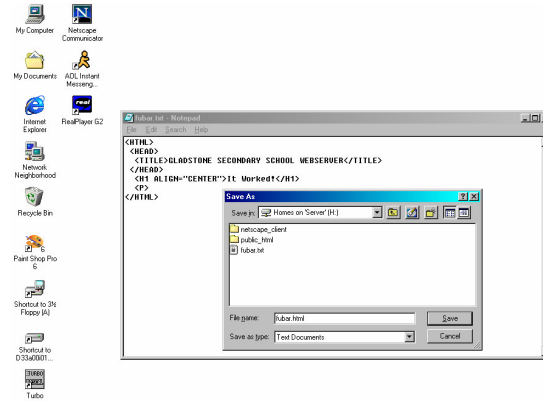 My Computer
Netscape
Communicator
My Documents
AOL Instant
Messeng...
real
Internet
Explorer
RealPlayer G2
Network
Neighborhood
Recycle Bin
6
Paint Shop Pro
6
Shortcut to 3½
Floppy (A)
Shortcut to
TURBO
Turbo
fubar.txt - Notepad
File Edit Search Help
<HTML>
<HEAD>
<TITLE>GLADSTONE SECONDARY SCHOOL WEBSERVER</TITLE>
</HEAD>
<H1 ALIGN="CENTER">It Worked!</H1>
<P>
</HTML>
Save As
Save in: Homes on 'Server' (H:)
netscape_client
public_html
fubar.txt
File name: fubar.html Save
Save as type: Text Documents Cancel